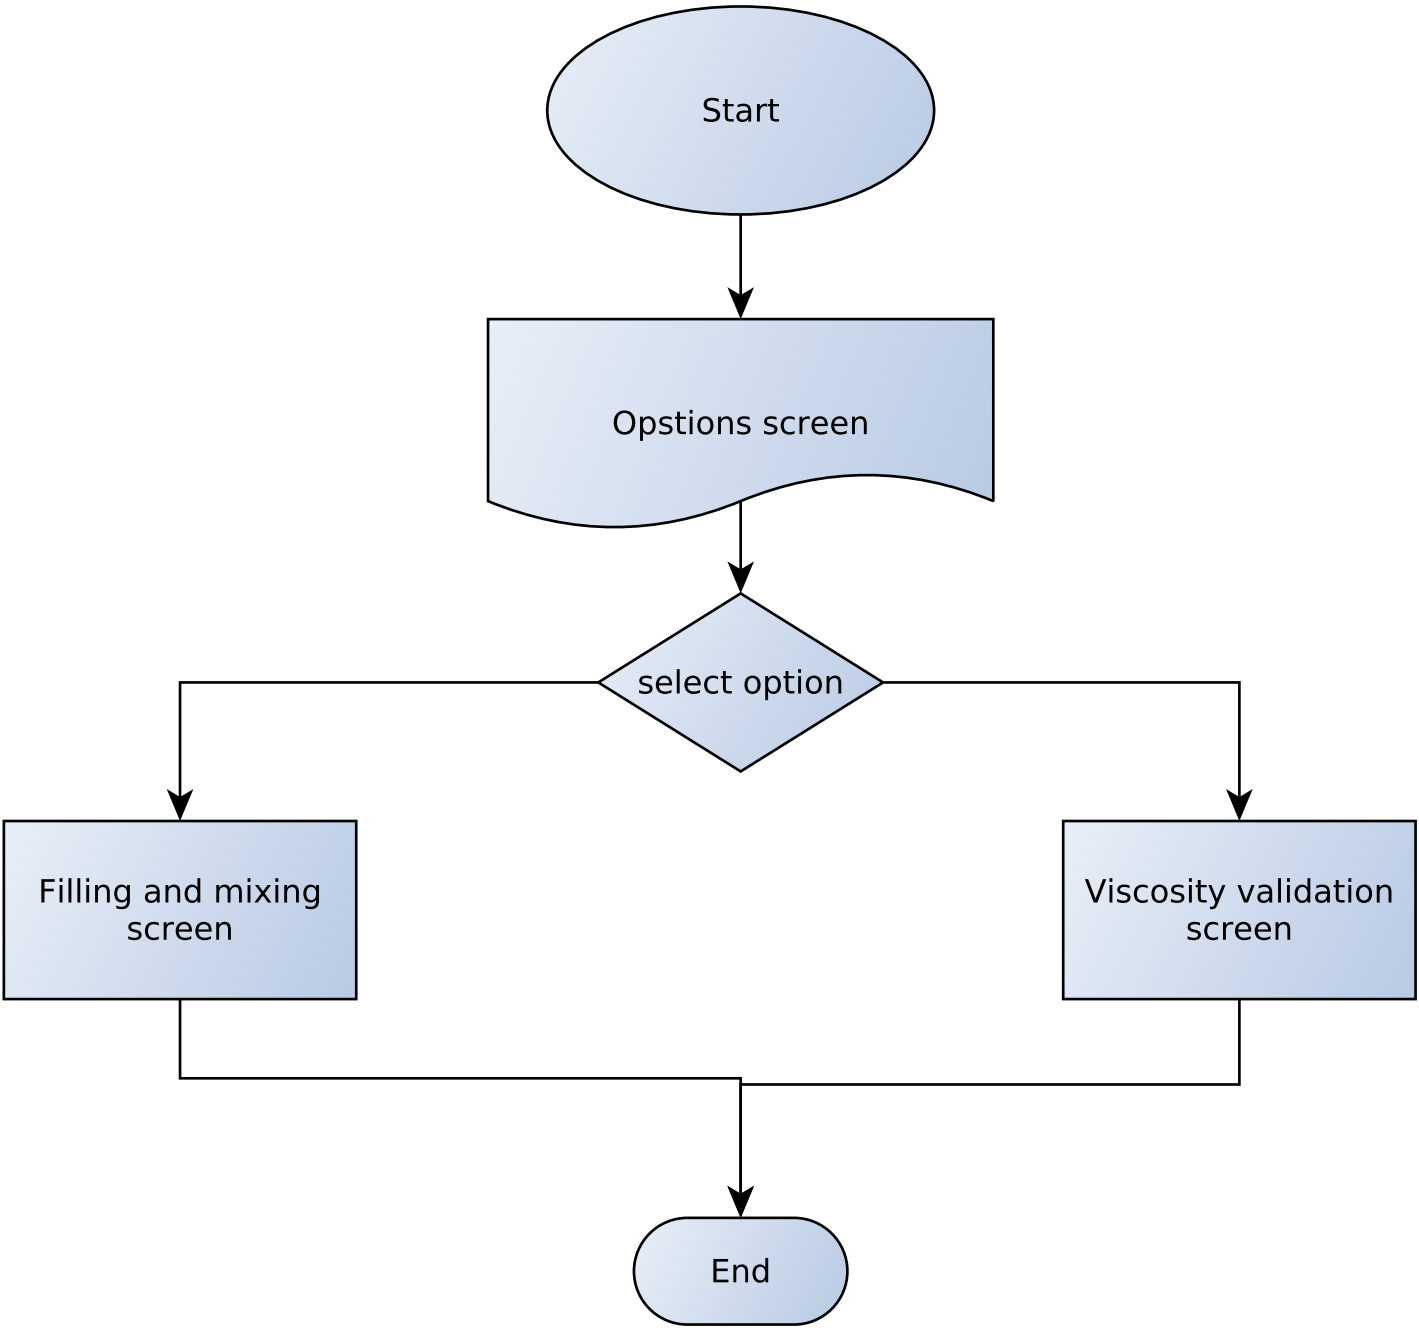 Start
Opstions screen
select option
Filling and mixing
screen
Viscosity validation
screen
End